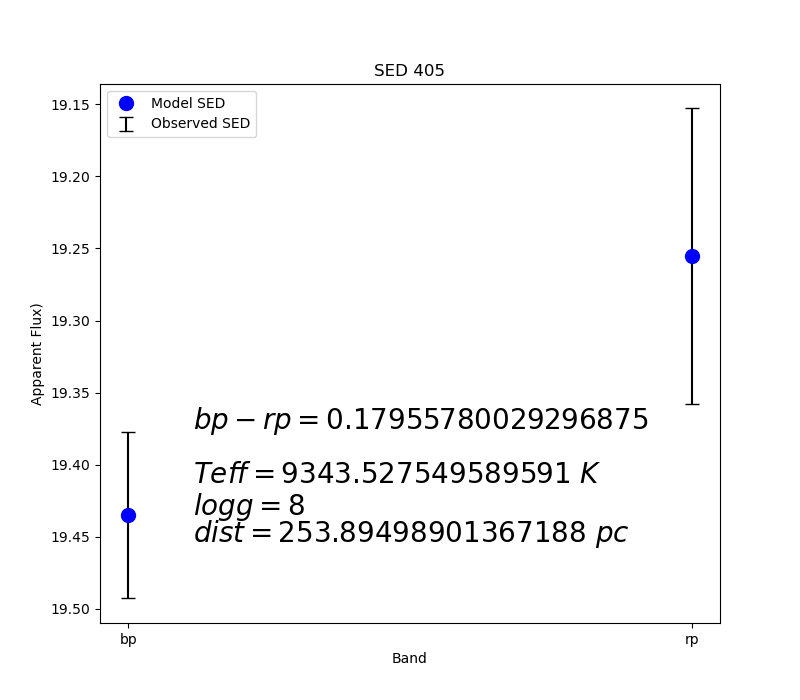 SED 405
Model SED
Observed SED
19.15
19.20
19.25
19.30
19.35
19.40
19.45
19.50
Apparent Flux)
bp − rp = 0.17955780029296875
Teff = 9343.527549589591 K
logg = 8
dist = 253.89498901367188 pc
bp
rp
Band